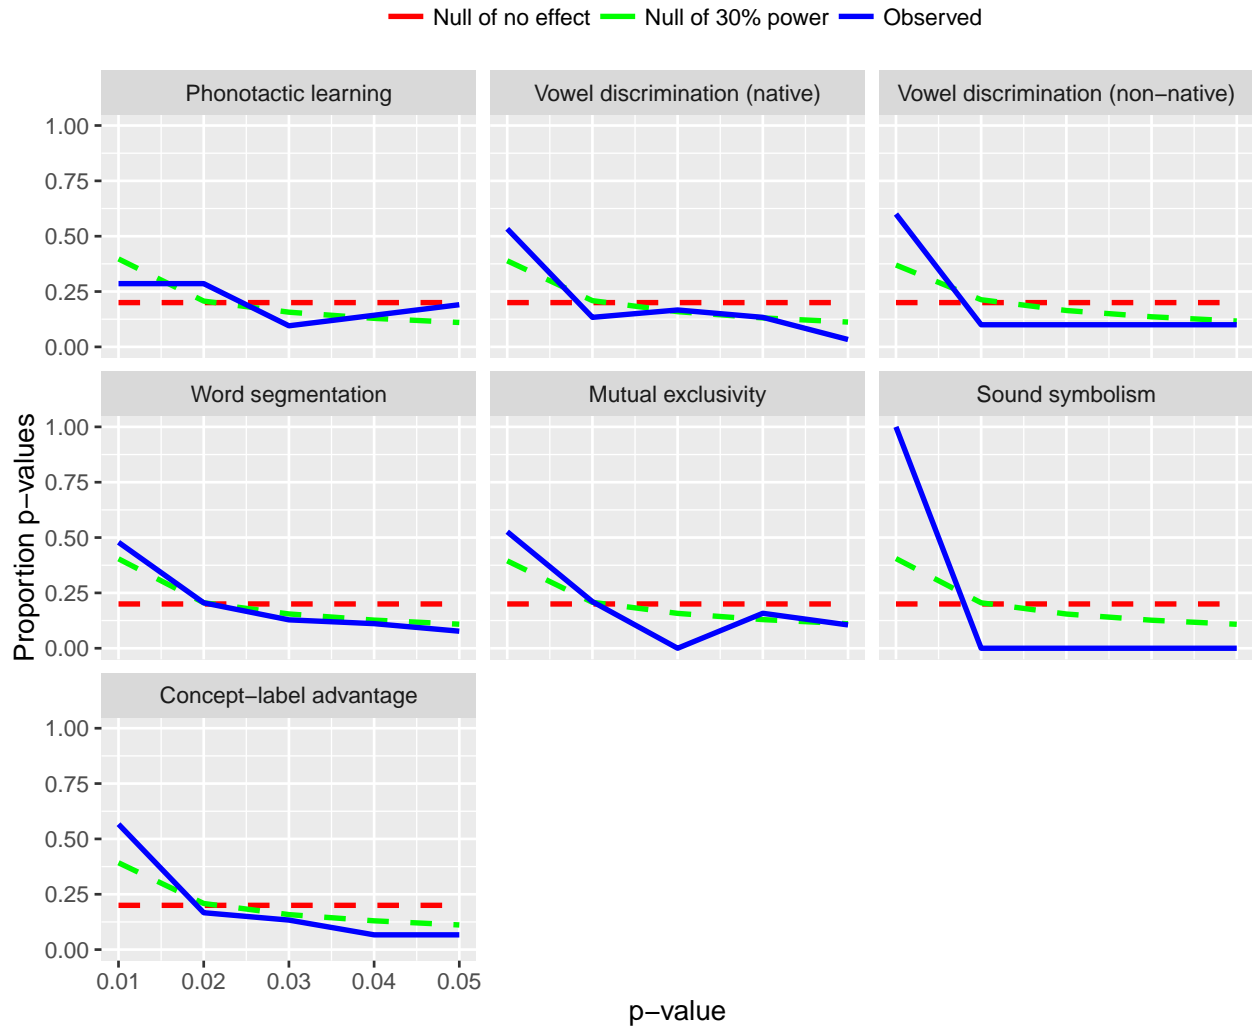 Null of no effect Null of 30% power Observed
Phonotactic learning Vowel discrimination (native) Vowel discrimination (non−native)
1.00
0.75
0.50
0.25
0.00
Word segmentation Mutual exclusivity Sound symbolism
1.00
0.75
0.50
0.25
0.00
Proportion p−values
Concept−label advantage
1.00
0.75
0.50
0.25
0.00
0.01 0.02 0.03 0.04 0.05
p−value